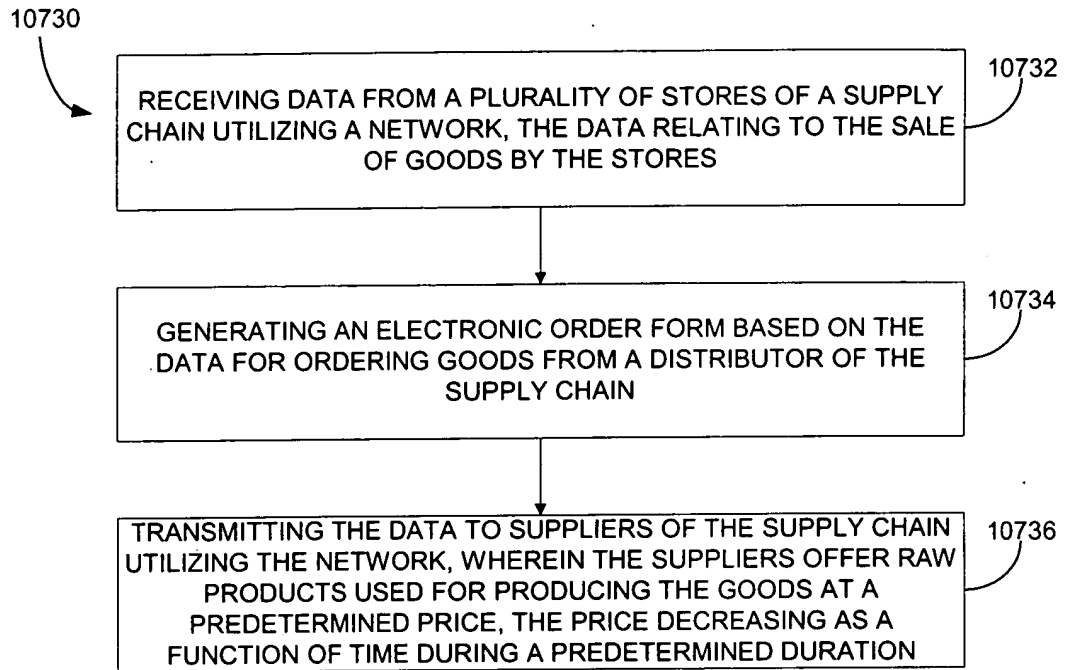 10730
10732
RECEIVING DATA FROM A PLURALITY OF STORES OF A SUPPLY
CHAIN UTILIZING A NETWORK, THE DATA RELATING TO THE SALE
OF GOODS BY THE STORES
10734
GENERATING AN ELECTRONIC ORDER FORM BASED ON THE
DATA FOR ORDERING GOODS FROM A DISTRIBUTOR OF THE
SUPPLY CHAIN
10736
TRANSMITTING THE DATA TO SUPPLIERS OF THE SUPPLY CHAIN
UTILIZING THE NETWORK, WHEREIN THE SUPPLIERS OFFER RAW
PRODUCTS USED FOR PRODUCING THE GOODS AT A
PREDETERMINED PRICE, THE PRICE DECREASING AS A
FUNCTION OF TIME DURING A PREDETERMINED DURATION